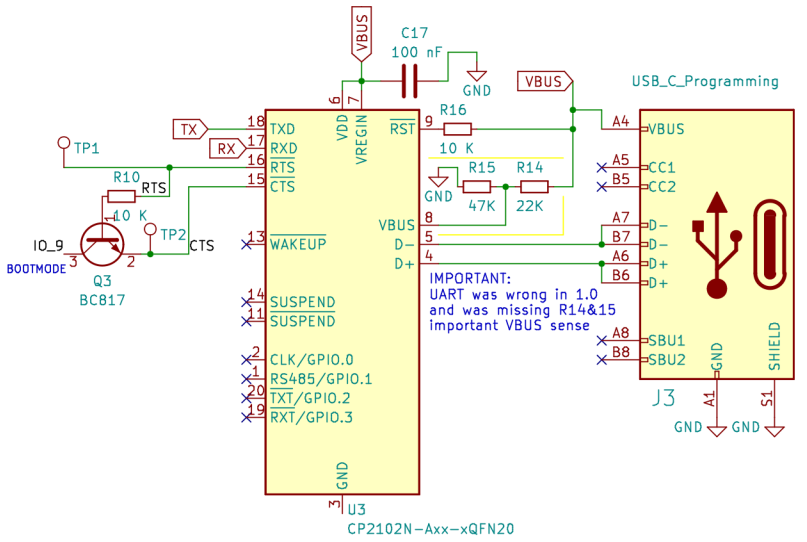 VBUS
C17
100 nF
GND
VBUS
USB_C_Programming
6
7
VDD
VREGIN
TX
18
TXD
RX
17
RXD
16
RTS
15
CTS
9
RST
R16
10 K
A4
VBUS
TP1
R10
RTS
10 K
1
TP2
IO_9
3
2
CTS
BOOTMODE
Q3
BC817
R15
R14
GND
47K
22K
A5
CC1
B5
CC2
8
VBUS
5
D-
4
D+
A7
D-
B7
D-
A6
D+
B6
D+
13
WAKEUP
IMPORTANT:
UART was wrong in 1.0
and was missing R14&15
important VBUS sense
14
SUSPEND
11
SUSPEND
A8
SBU1
B8
SBU2
GND
SHIELD
2
CLK/GPIO.0
1
RS485/GPIO.1
20
TXT/GPIO.2
19
RXT/GPIO.3
J3
A1
S1
GND
GND
GND
3
U3
CP2102N-Axx-xQFN20